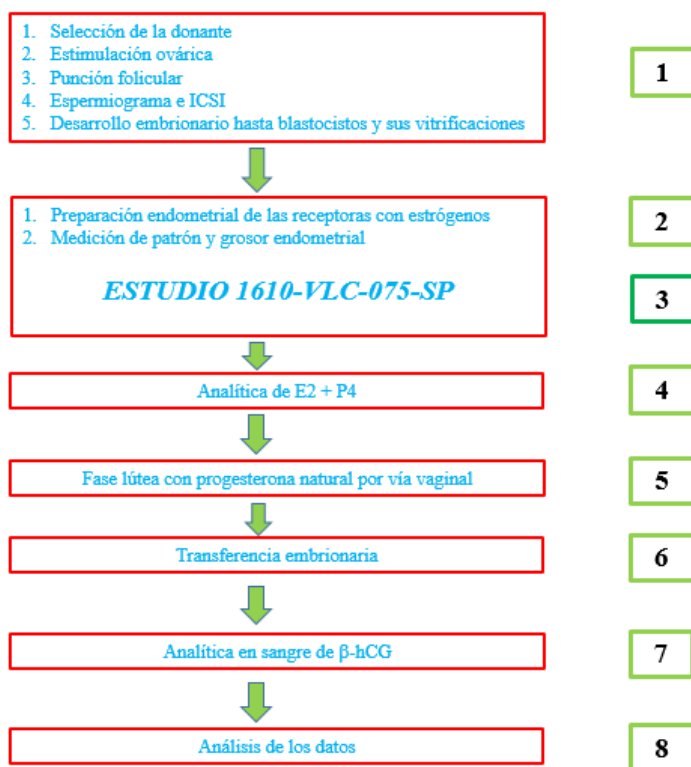 1. Selección de la donante
2. Estimulación ovárica
3. Punción folicular
4. Espermiograma e ICSI
5. Desarrollo embrionario hasta blastocistos y sus vitrificaciones
1
1. Preparación endometrial de las receptoras con estrógenos
2. Medición de patrón y grosor endometrial
2
ESTUDIO 1610-VLC-075-SP
3
Analítica de E2 + P4
4
Fase lútea con progesterona natural por vía vaginal
5
Transferencia embrionaria
6
Analítica en sangre de β-hCG
7
Análisis de los datos
8